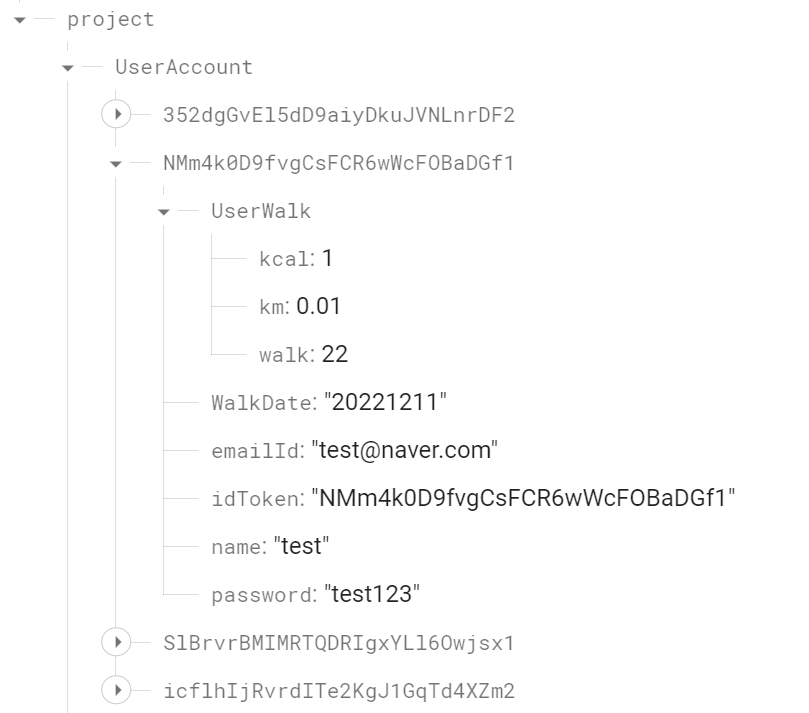 project
UserAccount
352dgGvEl5dD9aiyDkuJVNLnrDF2
NMm4k0D9fvgCsFCR6wWcFOBaDGf1
UserWalk
kcal: 1
km: 0.01
walk: 22
WalkDate: "20221211"
emailId: "test@naver.com"
idToken: "NMm4k0D9fvgCsFCR6wWcFOBaDGf1"
name: "test"
password: "test123"
SlBrvrBMIMRTQDRIgxYLl6Owjsx1
icflhIjRvrdITe2KgJ1GqTd4XZm2